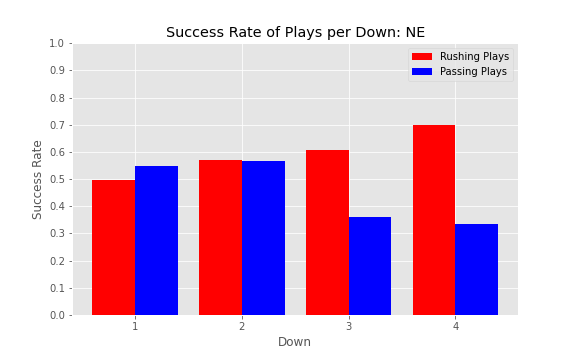 Success Rate of Plays per Down: NE
Rushing Plays
Passing Plays
Success Rate
1.0
0.9
0.8
0.7
0.6
0.5
0.4
0.3
0.2
0.1
0.0
1 2 3 4
Down